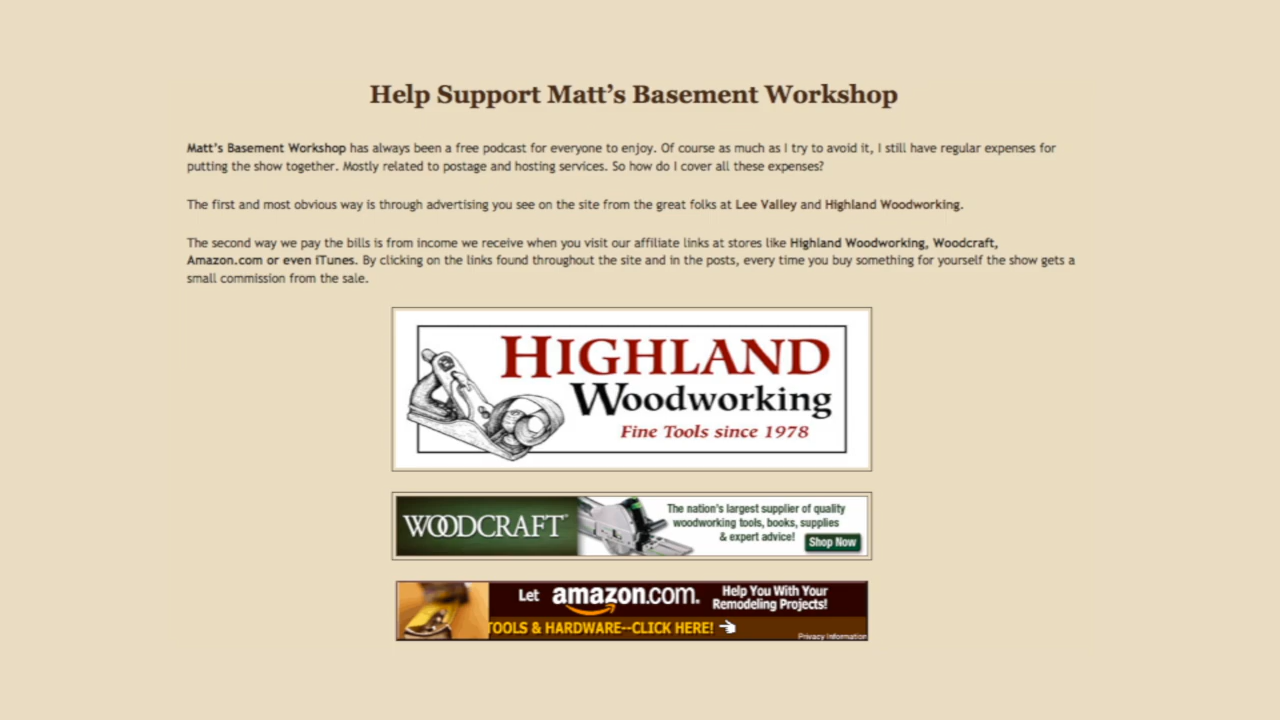 Help Support Matt's Basement Workshop
Matt's Basement Workshop has always been a free podcast for everyone to enjoy. Of course as much as I try to avoid it, I still have regular expenses for
putting the show together. Mostly related to postage and hosting services. So how do I cover all these expenses?
The first and most obvious way is through advertising you see on the site from the great folks at Lee Valley and Highland Woodworking.
The second way we pay the bills is from income we receive when you visit our affiliate links at stores like Highland Woodworking, Woodcraft,
Amazon.com or even iTunes. By clicking on the links found throughout the site and in the posts, every time you buy something for yourself the show gets a
small commission from the sale.
HIGHLAND
Woodworking
Fine Tools since 1978
WOODCRAFT
The nation's largest supplier of quality
woodworking tools, books, supplies
& expert advice!
Shop Now
Let amazon.com. Help You With Your
Remodeling Projects!
TOOLS & HARDWARE--CLICK HERE!
Privacy Information